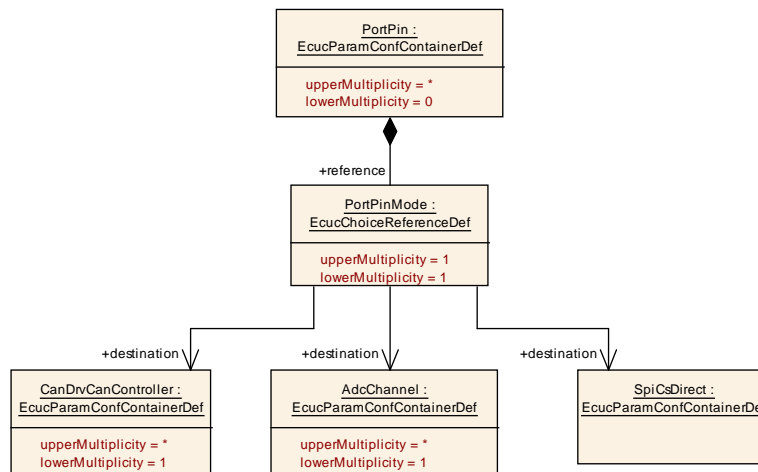 PortPin :
EcucParamConfContainerDef
upperMultiplicity = *
lowerMultiplicity = 0
+reference
PortPinMode :
EcucChoiceReferenceDef
upperMultiplicity = 1
lowerMultiplicity = 1
+destination
+destination
+destination
CanDrvCanController :
EcucParamConfContainerDef
upperMultiplicity = *
lowerMultiplicity = 1
AdcChannel :
EcucParamConfContainerDef
upperMultiplicity = *
lowerMultiplicity = 1
SpiCsDirect :
EcucParamConfContainerDef